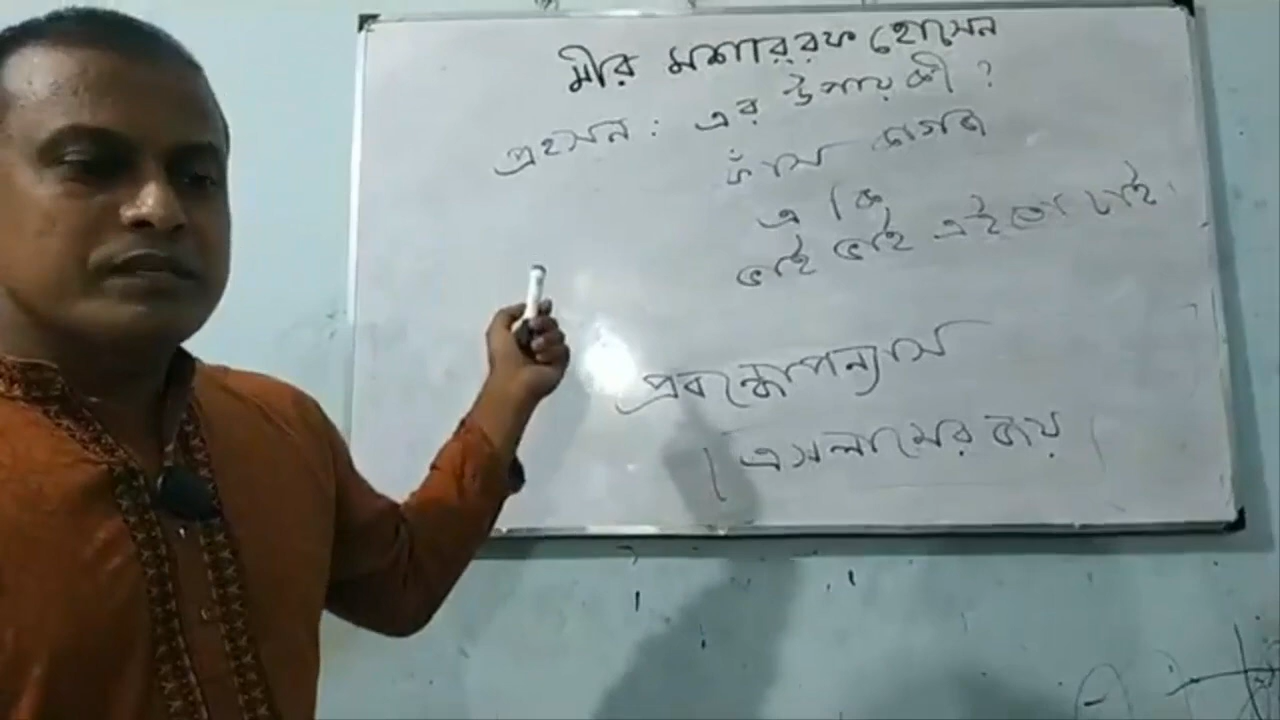 মীর মশাররফ হোসেন
প্রহসন : এর উপায় কী ?
ফাঁস কাগজ
এ কি
ভাই ভাই এইতো চাই।
প্রবন্ধোপন্যাস
এসলামের জয়